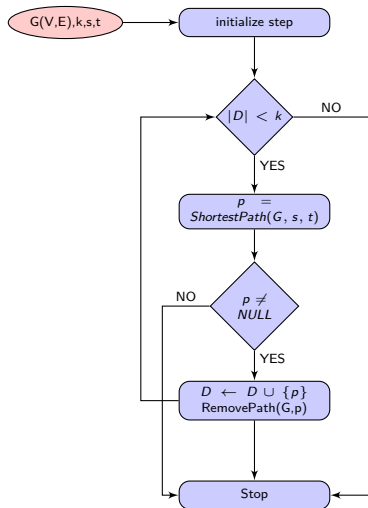 G(V,E),k,s,t
initialize step
|D| < k
NO
YES
p =
ShortestPath(G, s, t)
NO
p ≠
NULL
YES
D ← D ∪ {p}
RemovePath(G,p)
Stop